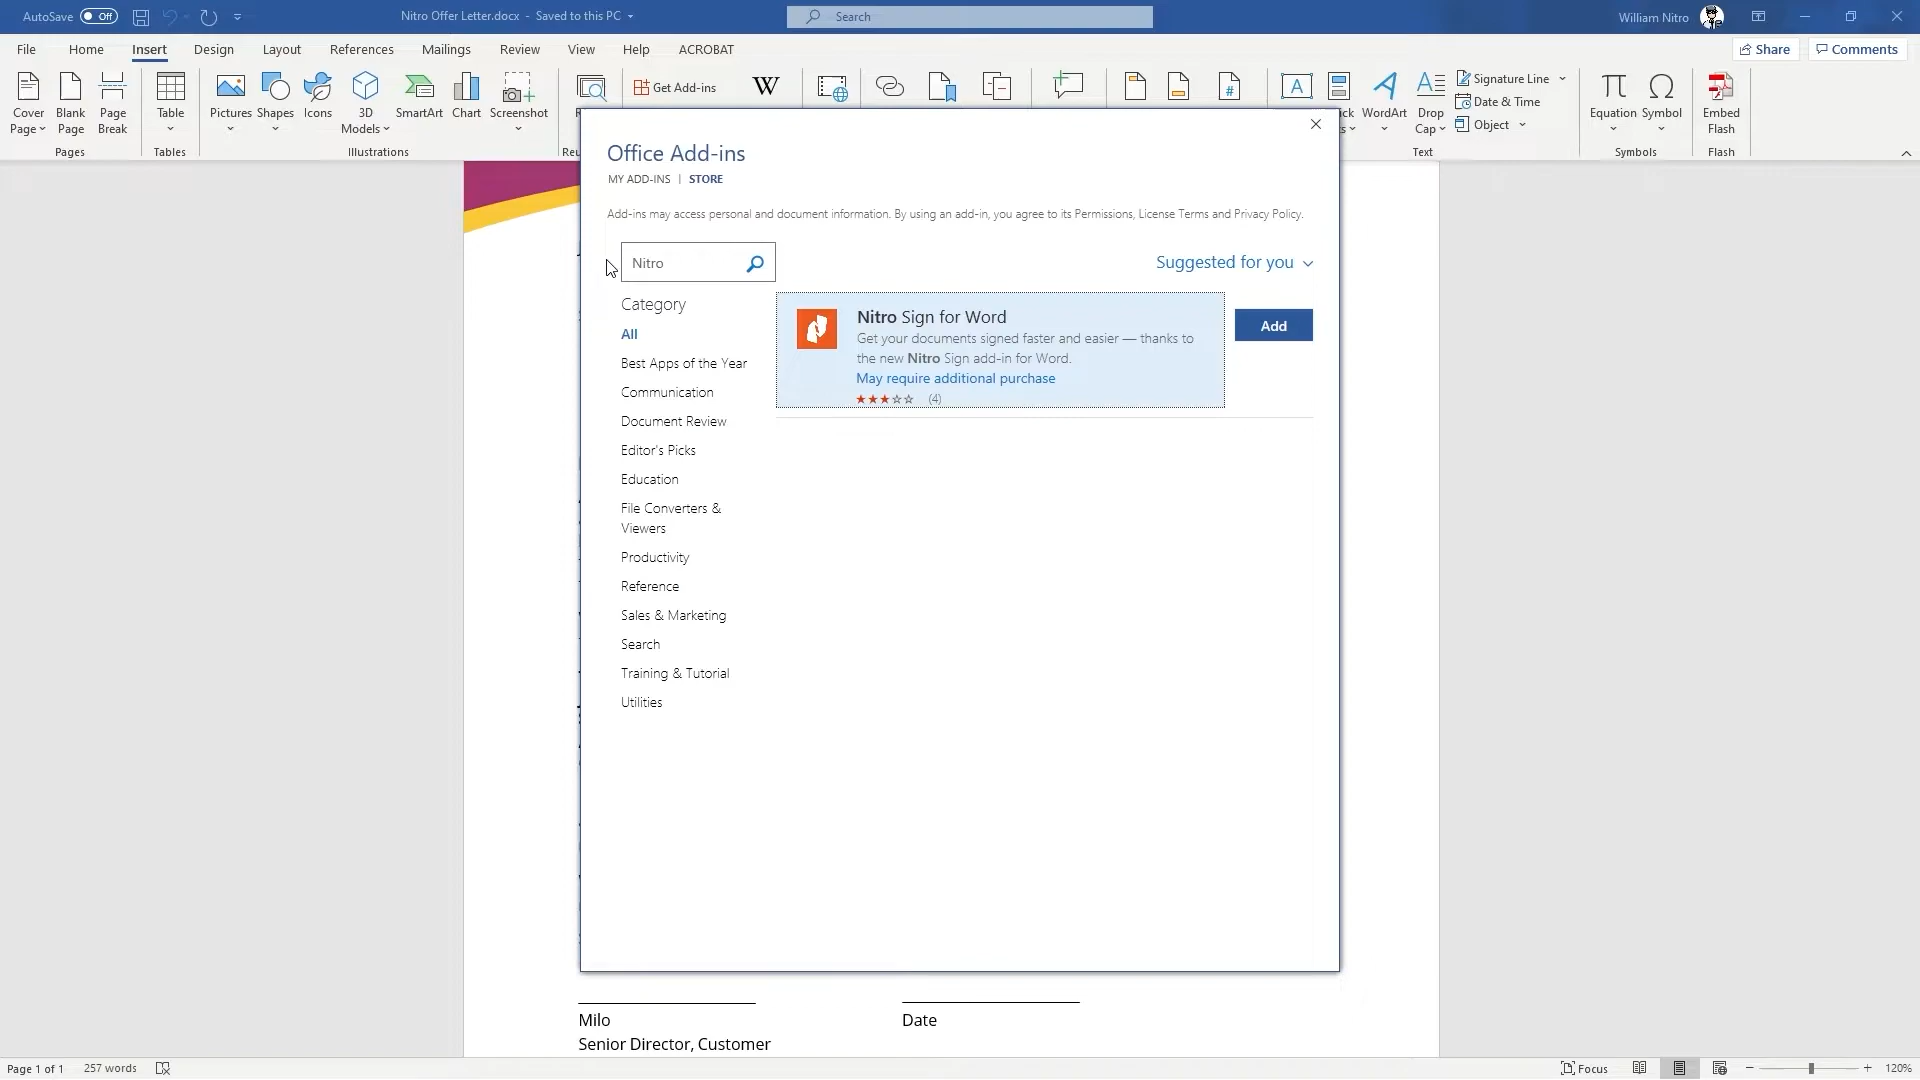 AutoSave Off
Nitro Offer Letter.docx - Saved to this PC
Search
William Nitro
File Home Insert Design Layout References Mailings Review View Help ACROBAT
Share Comments
Cover Page
Blank Page
Page Break
Pages
Table
Tables
Pictures
Shapes
Icons
3D Models
SmartArt
Chart
Screenshot
Illustrations
Get Add-ins
W
WordArt
Drop Cap
Signature Line
Date & Time
Object
Text
Equation
Symbol
Symbols
Embed Flash
Flash
Office Add-ins
MY ADD-INS | STORE
Add-ins may access personal and document information. By using an add-in, you agree to its Permissions, License Terms and Privacy Policy.
Nitro
Suggested for you
Category
All
Best Apps of the Year
Communication
Document Review
Editor's Picks
Education
File Converters &
Viewers
Productivity
Reference
Sales & Marketing
Search
Training & Tutorial
Utilities
Nitro Sign for Word
Get your documents signed faster and easier — thanks to
the new Nitro Sign add-in for Word.
May require additional purchase
(4)
Add
Milo
Date
Senior Director, Customer
Page 1 of 1 257 words
Focus
120%